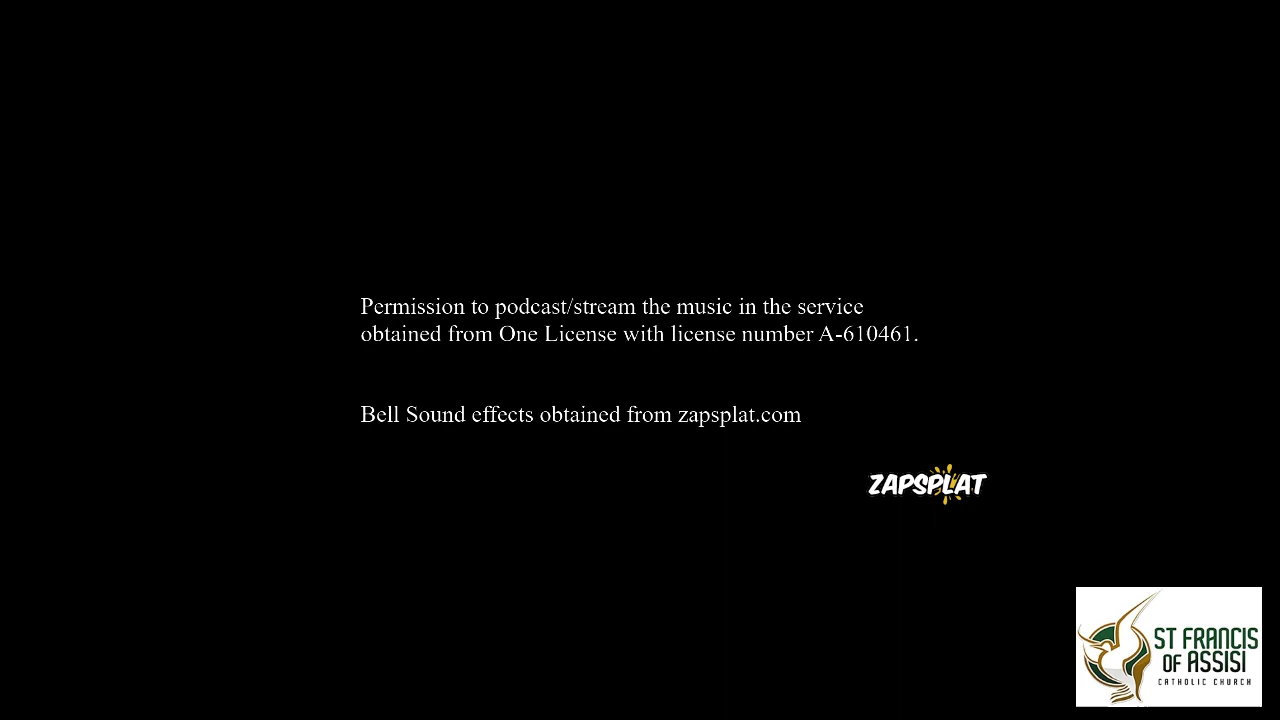 Permission to podcast/stream the music in the service
obtained from One License with license number A-610461.
Bell Sound effects obtained from zapsplat.com
ZAPSPLAT
ST FRANCIS
OF ASSISI
CATHOLIC CHURCH